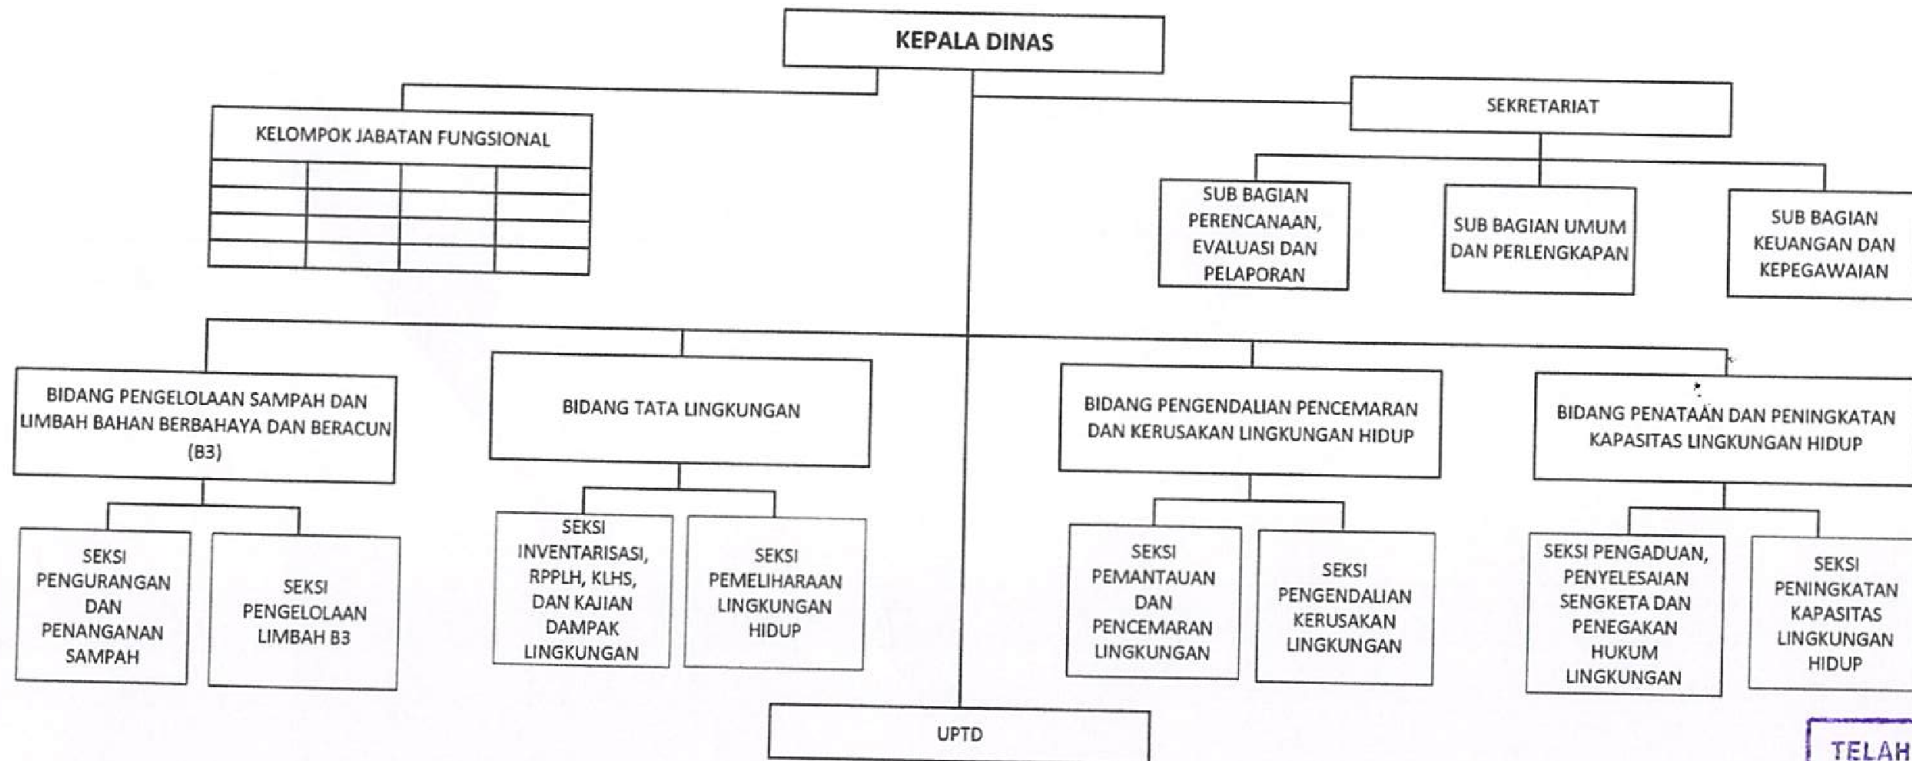 KEPALA DINAS
SEKRETARIAT
KELOMPOK JABATAN FUNGSIONAL
SUB BAGIAN
PERENCANAAN,
EVALUASI DAN
PELAPORAN
SUB BAGIAN UMUM
DAN PERLENGKAPAN
SUB BAGIAN
KEUANGAN DAN
KEPEGAWAIAN
BIDANG PENGELOLAAN SAMPAH DAN
LIMBAH BAHAN BERBAHAYA DAN BERACUN
(B3)
BIDANG TATA LINGKUNGAN
BIDANG PENGENDALIAN PENCEMARAN
DAN KERUSAKAN LINGKUNGAN HIDUP
BIDANG PENATAAN DAN PENINGKATAN
KAPASITAS LINGKUNGAN HIDUP
SEKSI
PENGURANGAN
DAN
PENANGANAN
SAMPAH
SEKSI
PENGELOLAAN
LIMBAH B3
SEKSI
INVENTARISASI,
RPPLH, KLHS,
DAN KAJIAN
DAMPAK
LINGKUNGAN
SEKSI
PEMELIHARAAN
LINGKUNGAN
HIDUP
SEKSI
PEMANTAUAN
DAN
PENCEMARAN
LINGKUNGAN
SEKSI
PENGENDALIAN
KERUSAKAN
LINGKUNGAN
SEKSI PENGADUAN,
PENYELESAIAN
SENGKETA DAN
PENEGAKAN
HUKUM
LINGKUNGAN
SEKSI
PENINGKATAN
KAPASITAS
LINGKUNGAN
HIDUP
UPTD
TELAH